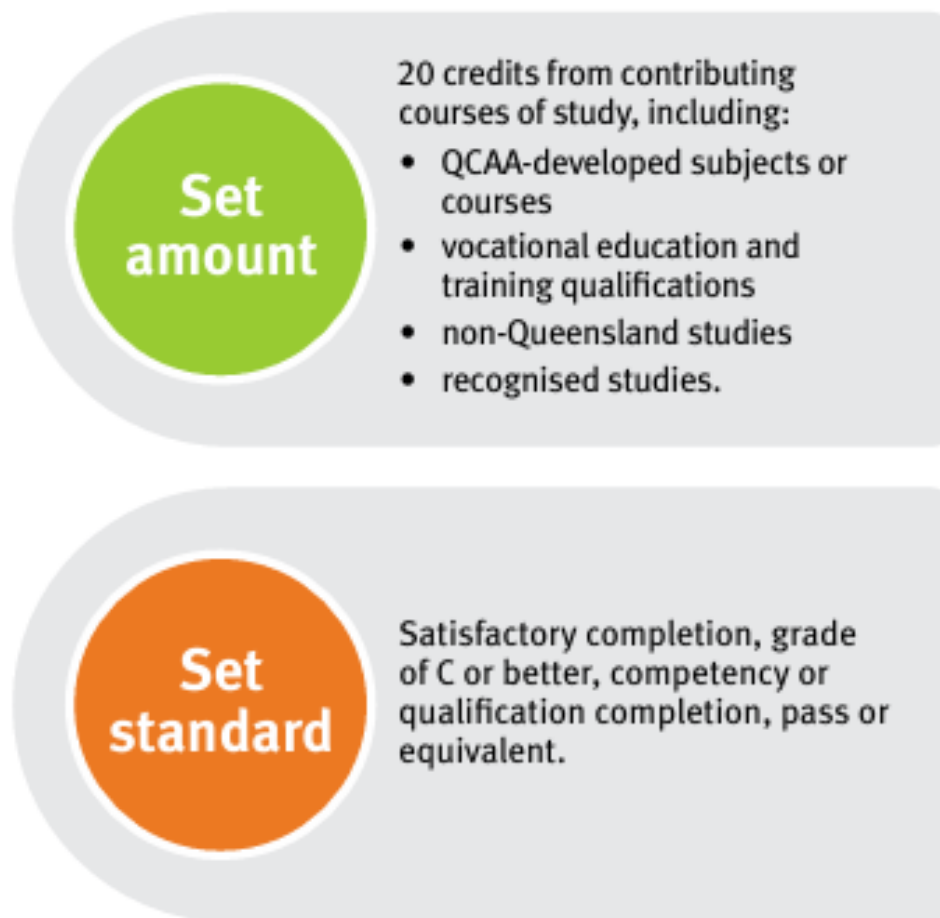 Set
amount
20 credits from contributing
courses of study, including:
• QCAA-developed subjects or
courses
• vocational education and
training qualifications
• non-Queensland studies
• recognised studies.
Set
standard
Satisfactory completion, grade
of C or better, competency or
qualification completion, pass or
equivalent.